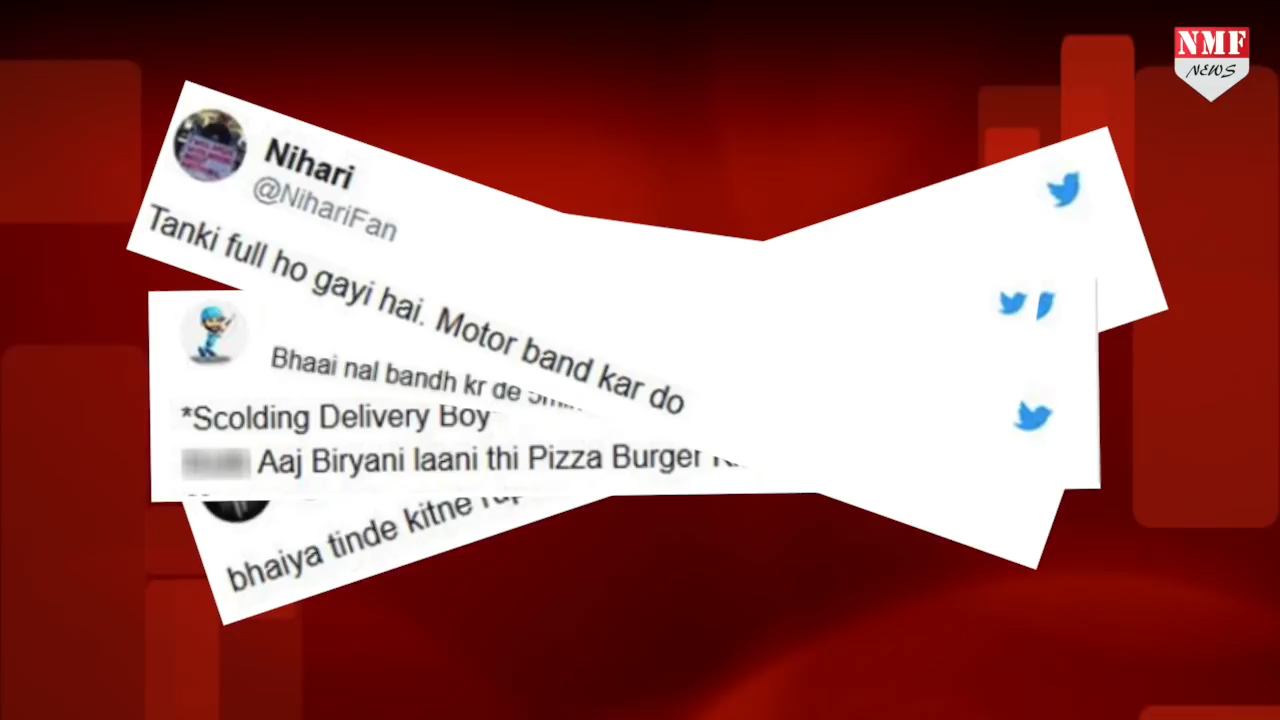 NMF
NEWS
Nihari
@NihariFan
Tanki full ho gayi hai. Motor band kar do
Bhaai nal bandh kr de
*Scolding Delivery Boy
Aaj Biryani laani thi Pizza Burger
bhaiya tinde kitne